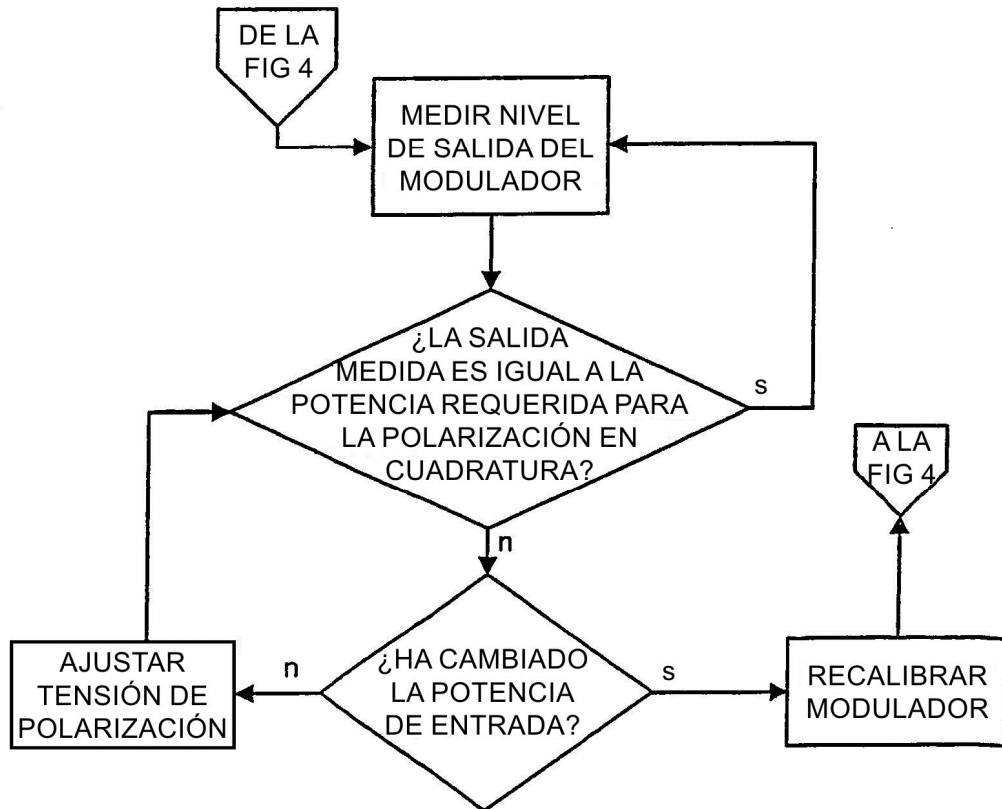 DE LA
FIG 4
MEDIR NIVEL
DE SALIDA DEL
MODULADOR
¿LA SALIDA
MEDIDA ES IGUAL A LA
POTENCIA REQUERIDA PARA
LA POLARIZACIÓN EN
CUADRATURA?
s
A LA
FIG 4
n
AJUSTAR
TENSIÓN DE
POLARIZACIÓN
n
¿HA CAMBIADO
LA POTENCIA
DE ENTRADA?
s
RECALIBRAR
MODULADOR